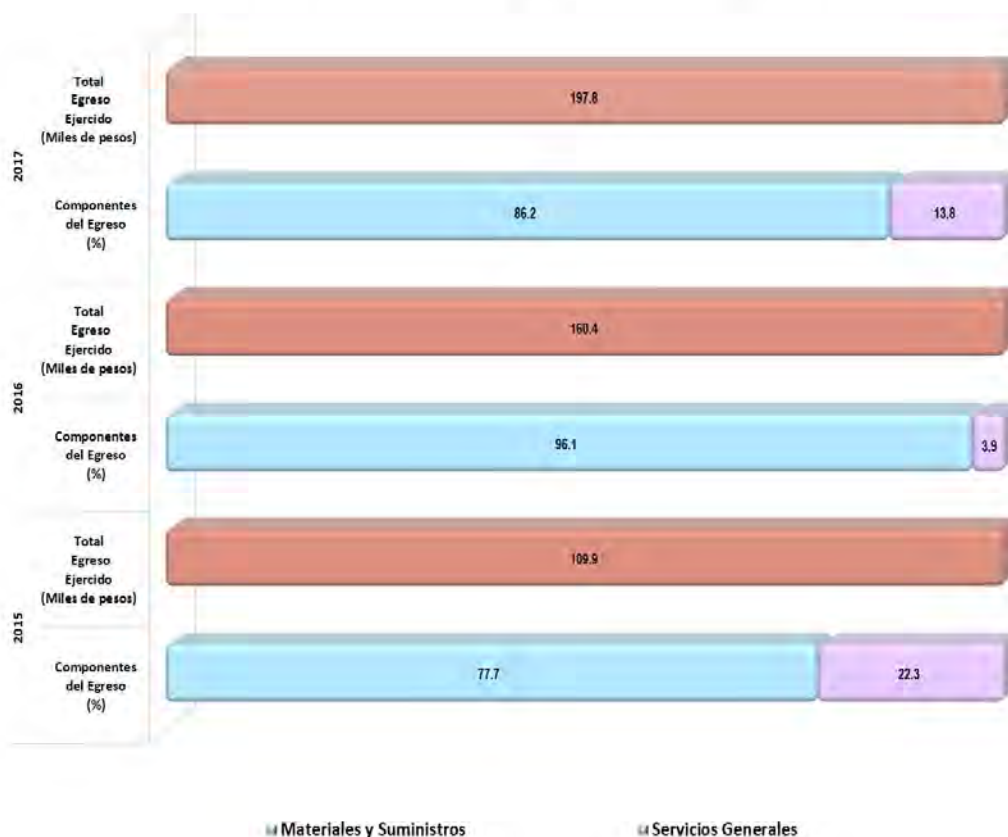 2017
Total
Egreso
Ejercido
(Miles de pesos)
197.8
Componentes
del Egreso
(%)
86.2
13.8
2016
Total
Egreso
Ejercido
(Miles de pesos)
160.4
Componentes
del Egreso
(%)
96.1
3.9
2015
Total
Egreso
Ejercido
(Miles de pesos)
109.9
Componentes
del Egreso
(%)
77.7
22.3
Materiales y Suministros
Servicios Generales